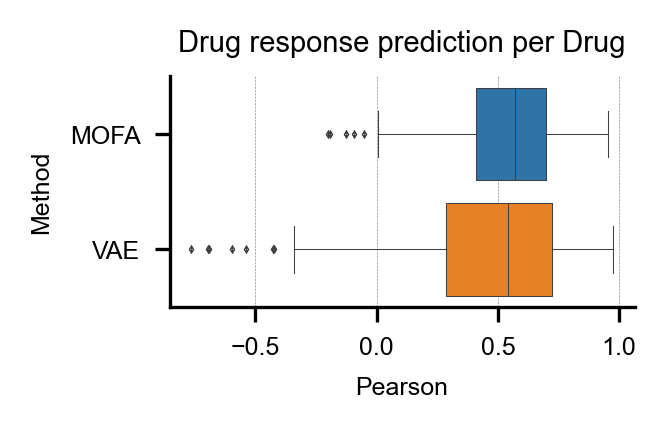 Drug response prediction per Drug
Method
MOFA
VAE
−0.5 0.0 0.5 1.0
Pearson